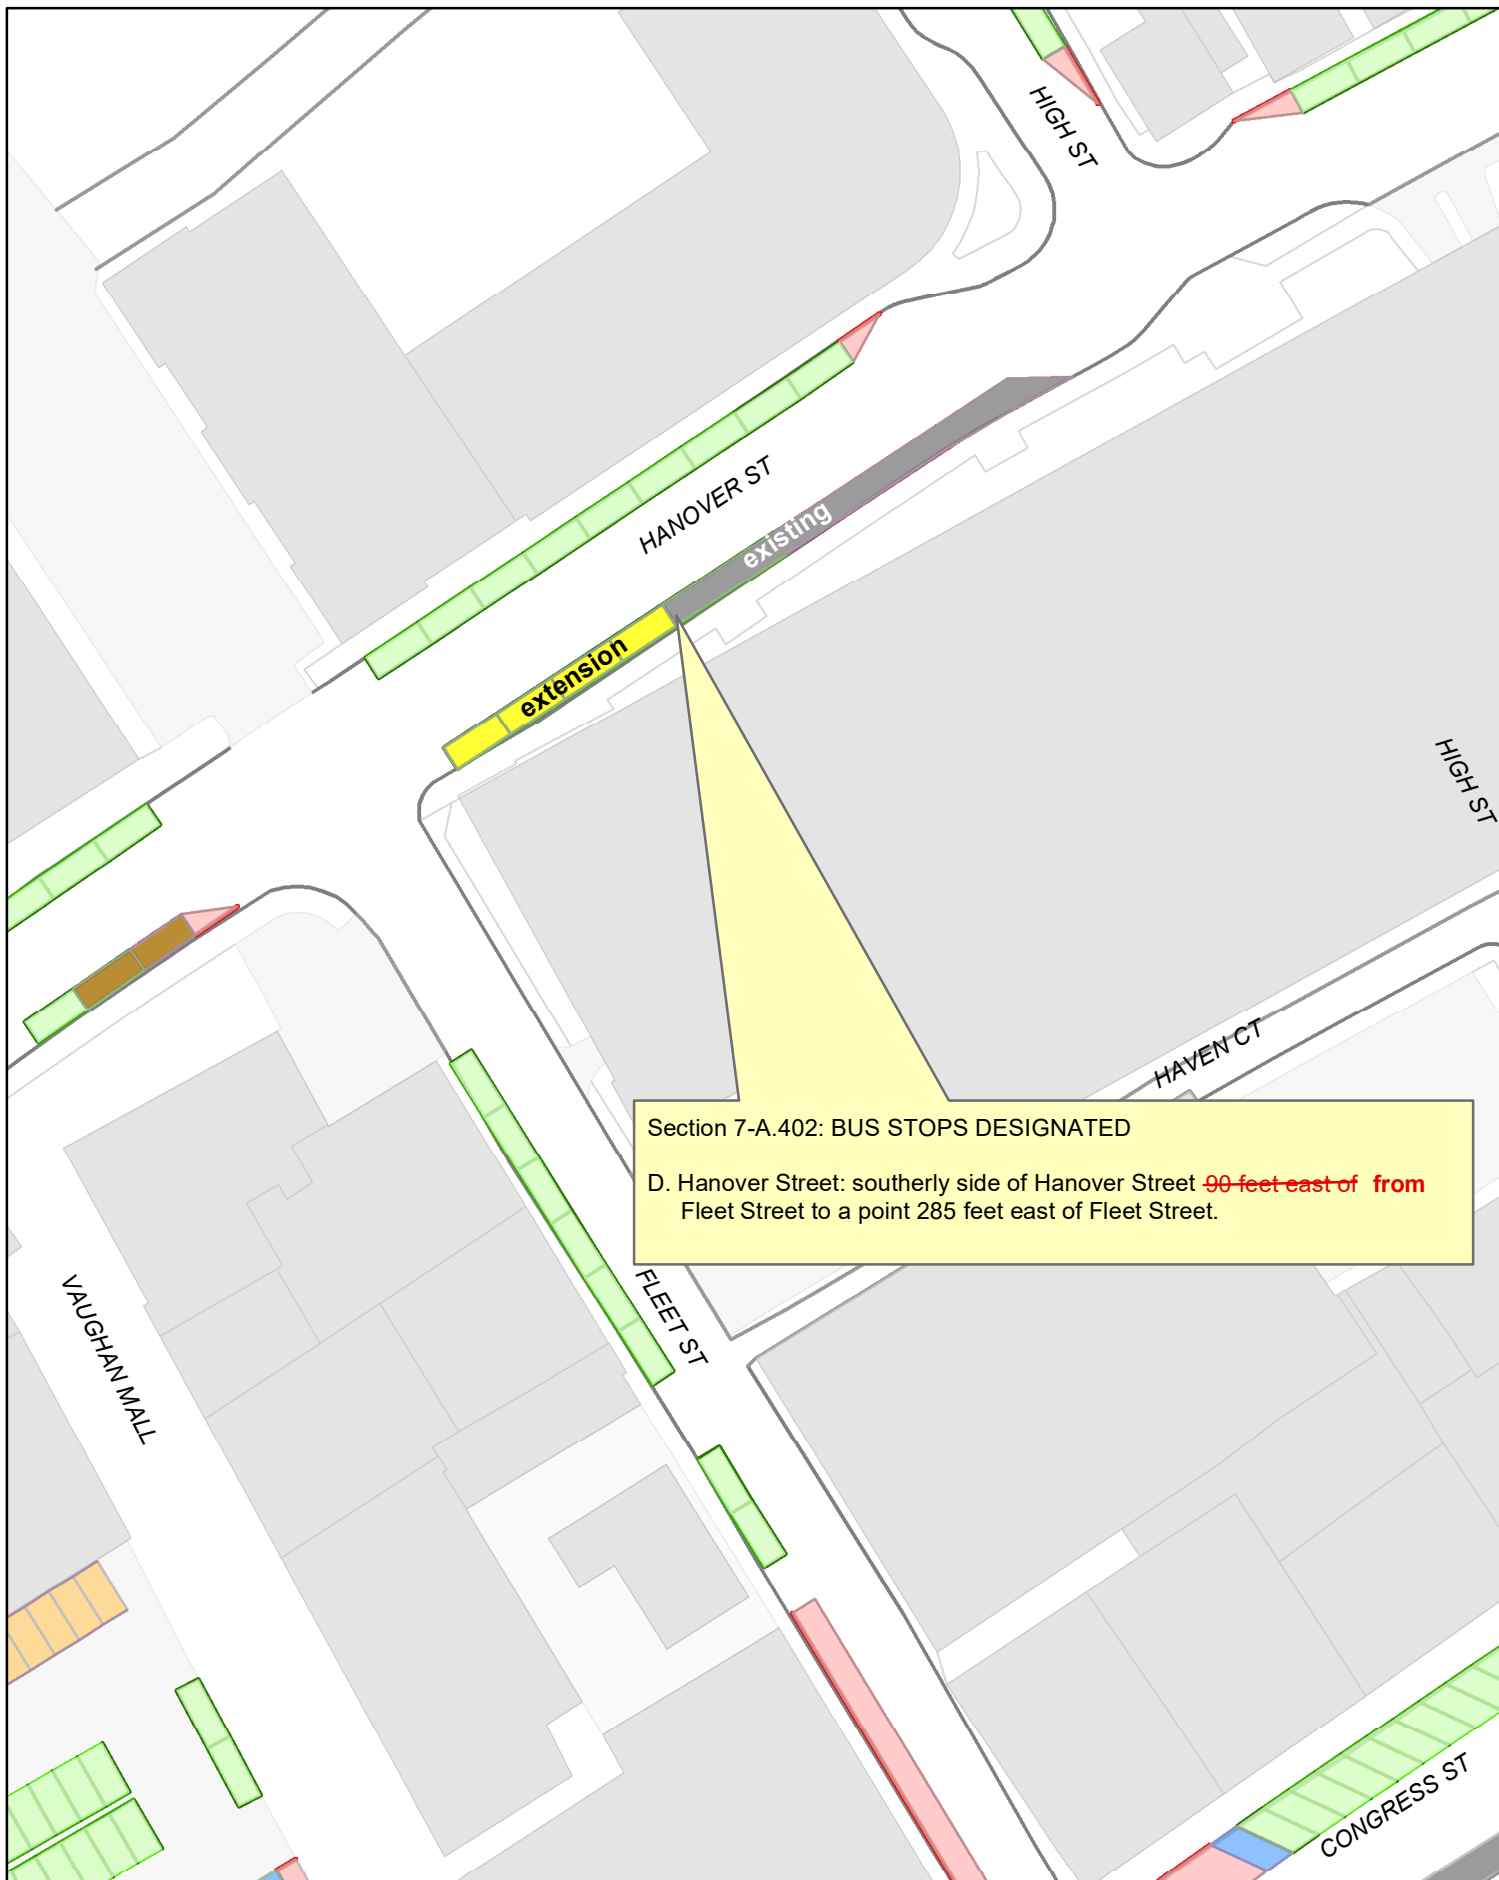 HIGH ST
HANOVER ST
existing
extension
HIGH ST
HAVEN CT
Section 7-A.402: BUS STOPS DESIGNATED
D. Hanover Street: southerly side of Hanover Street 90 feet east of from
Fleet Street to a point 285 feet east of Fleet Street.
FLEET ST
VAUGHAN MALL
CONGRESS ST